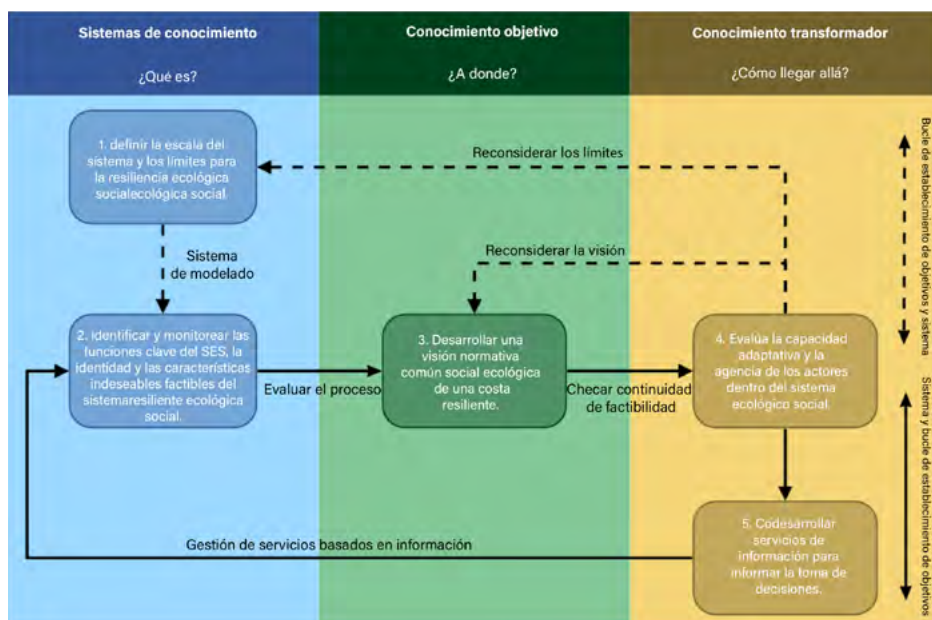 Sistemas de conocimiento
¿Qué es?
Conocimiento objetivo
¿A donde?
Conocimiento transformador
¿Cómo llegar allá?
1. definir la escala del
sistema y los límites para
la resiliencia ecológica
socialecológica social.
Reconsiderar los límites
Sistema
de modelado
Reconsiderar la visión
2. Identificar y monitorear las
funciones clave del SES, la
identidad y las características
indeseables factibles del
sistemaresiliente ecológica
social.
Evaluar el proceso
3. Desarrollar una
visión normativa
común social ecológica
de una costa
resiliente.
Checar continuidad
de factibilidad
4. Evalúa la capacidad
adaptativa y la
agencia de los actores
dentro del sistema
ecológico social.
5. Codesarrollar
servicios de
información para
informar la toma de
decisiones.
Gestión de servicios basados en información
Bucle de establecimiento de objetivos y sistema
Sistema y bucle de establecimiento de objetivos